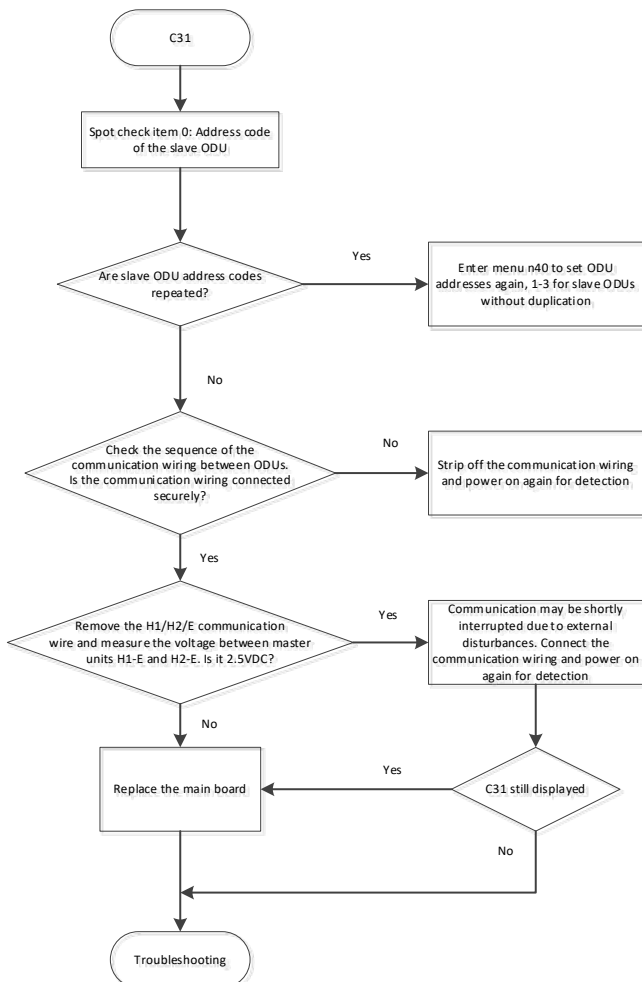 C31
Spot check item 0: Address code
of the slave ODU
Are slave ODU address codes
repeated?
Yes
Enter menu n40 to set ODU
addresses again, 1-3 for slave ODUs
without duplication
No
Check the sequence of the
communication wiring between ODUs.
Is the communication wiring connected
securely?
No
Strip off the communication wiring
and power on again for detection
Yes
Remove the H1/H2/E communication
wire and measure the voltage between master
units H1-E and H2-E. Is it 2.5VDC?
Yes
Communication may be shortly
interrupted due to external
disturbances. Connect the
communication wiring and power on
again for detection
No
Replace the main board
Yes
C31 still displayed
No
Troubleshooting